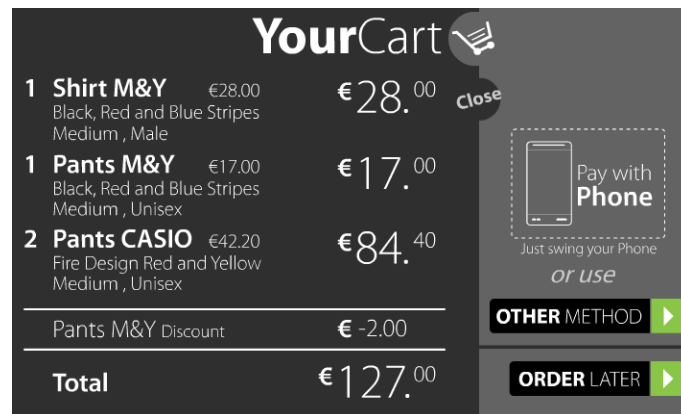 YourCart
1 Shirt M&Y €28.00 €28.00
Black, Red and Blue Stripes
Medium , Male
Close
1 Pants M&Y €17.00 €17.00
Black, Red and Blue Stripes
Medium , Unisex
2 Pants CASIO €42.20 €84.40
Fire Design Red and Yellow
Medium , Unisex
Pants M&Y Discount € -2.00
Total €127.00
Pay with
Phone
Just swing your Phone
or use
OTHER METHOD
ORDER LATER